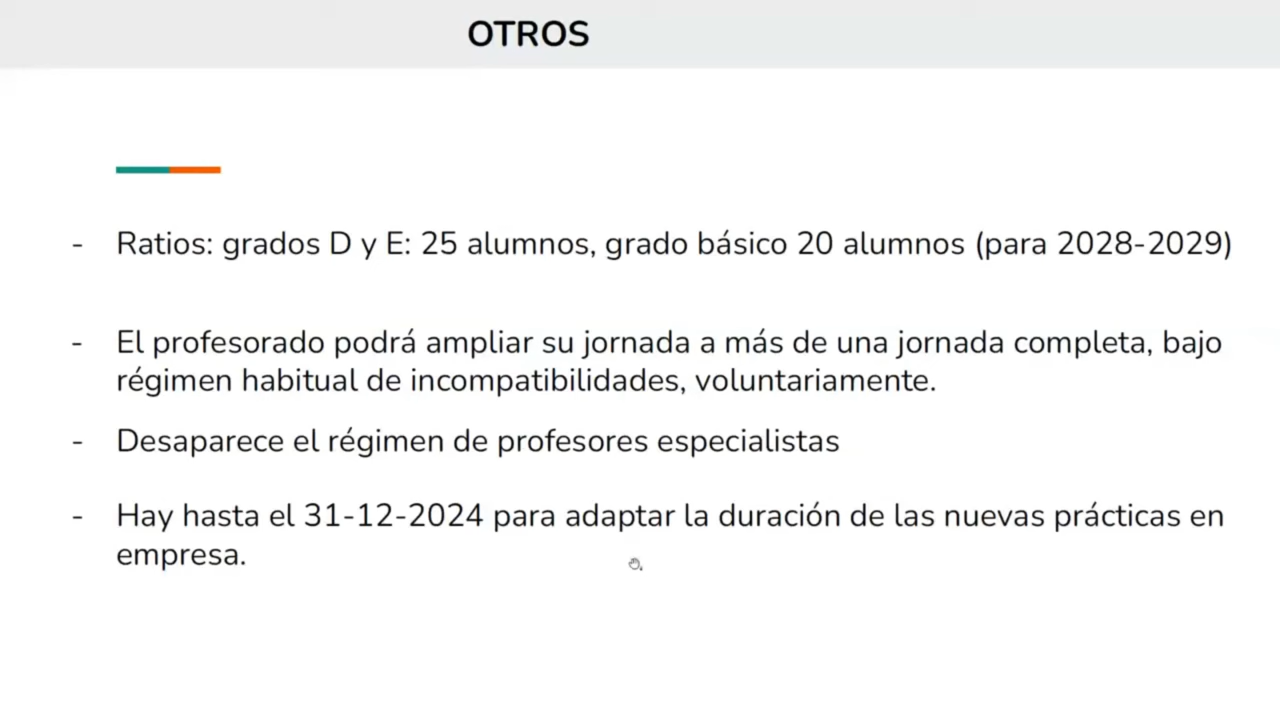 OTROS
- Ratios: grados D y E: 25 alumnos, grado básico 20 alumnos (para 2028-2029)
- El profesorado podrá ampliar su jornada a más de una jornada completa, bajo
régimen habitual de incompatibilidades, voluntariamente.
- Desaparece el régimen de profesores especialistas
- Hay hasta el 31-12-2024 para adaptar la duración de las nuevas prácticas en
empresa.